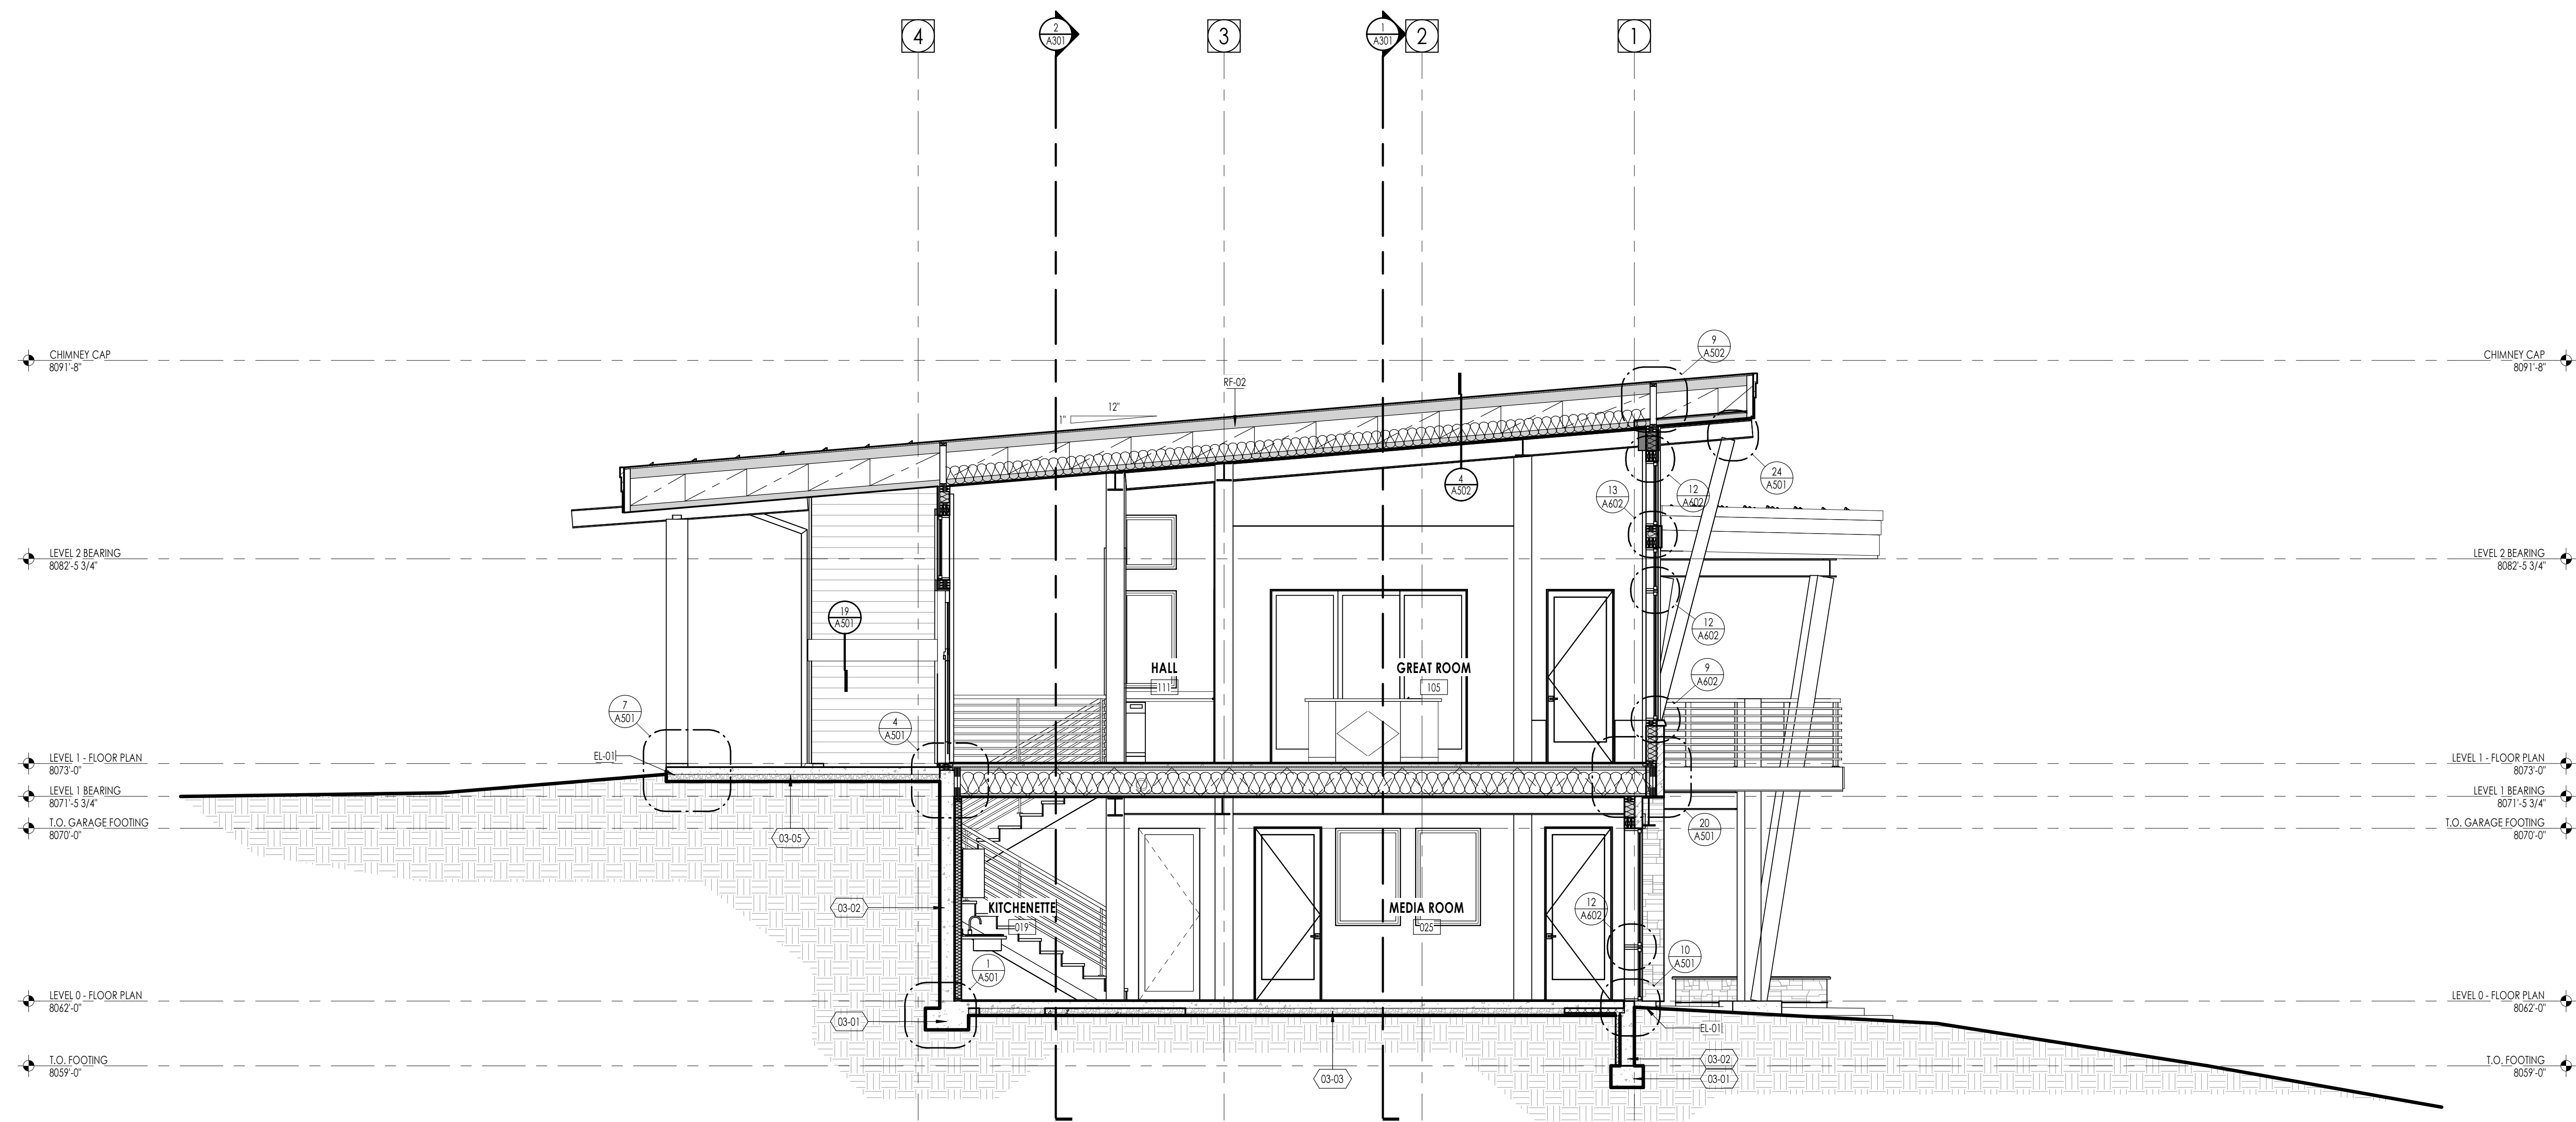 4
2
A301
3
1
A301
2
1
9
A502
CHIMNEY CAP
8091'-8"
CHIMNEY CAP
8091'-8"
RF-02
12"
1"
24
A501
4
A502
12
A602
13
A602
LEVEL 2 BEARING
8082'-5 3/4"
LEVEL 2 BEARING
8082'-5 3/4"
19
A501
12
A602
HALL
111
GREAT ROOM
105
9
A602
7
A501
4
A501
EL-01
LEVEL 1 - FLOOR PLAN
8073'-0"
LEVEL 1 - FLOOR PLAN
8073'-0"
LEVEL 1 BEARING
8071'-5 3/4"
LEVEL 1 BEARING
8071'-5 3/4"
T.O. GARAGE FOOTING
8070'-0"
03-05
20
A501
T.O. GARAGE FOOTING
8070'-0"
03-02
KITCHENETTE
019
MEDIA ROOM
025
12
A602
10
A501
1
A501
LEVEL 0 - FLOOR PLAN
8062'-0"
LEVEL 0 - FLOOR PLAN
8062'-0"
03-01
EL-01
T.O. FOOTING
8059'-0"
03-02
03-03
03-01
T.O. FOOTING
8059'-0"